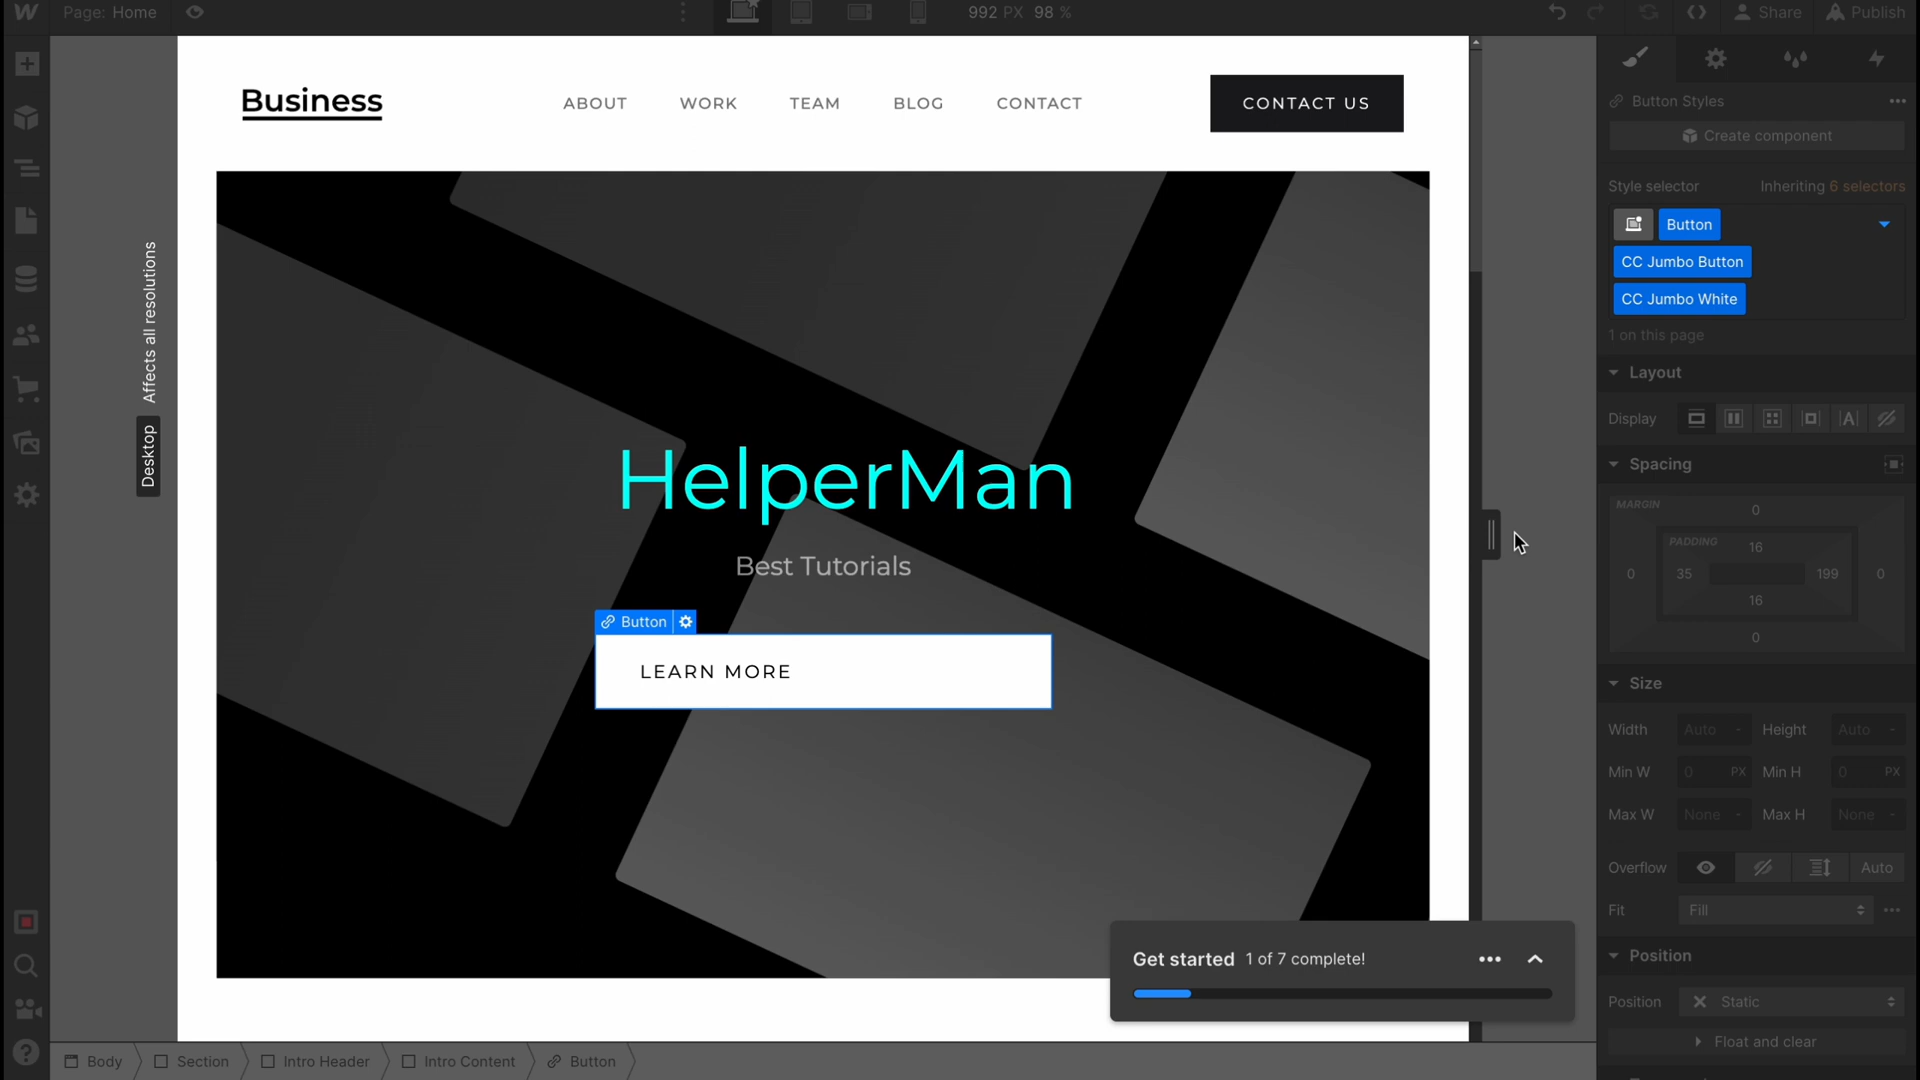 Page: Home
992 PX 98 %
Share
Publish
Business
ABOUT WORK TEAM BLOG CONTACT
CONTACT US
Affects all resolutions
Desktop
HelperMan
Best Tutorials
Button
LEARN MORE
Get started 1 of 7 complete!
Button Styles
Create component
Style selector Inheriting 6 selectors
Button
CC Jumbo Button
CC Jumbo White
1 on this page
Layout
Display
Spacing
MARGIN
0
PADDING
16
0 35 199 0
16
0
Size
Width Auto - Height Auto -
Min W 0 PX Min H 0 PX
Max W None - Max H None -
Overflow Auto
Fit Fill
Position
Position Static
Float and clear
Body Section Intro Header Intro Content Button